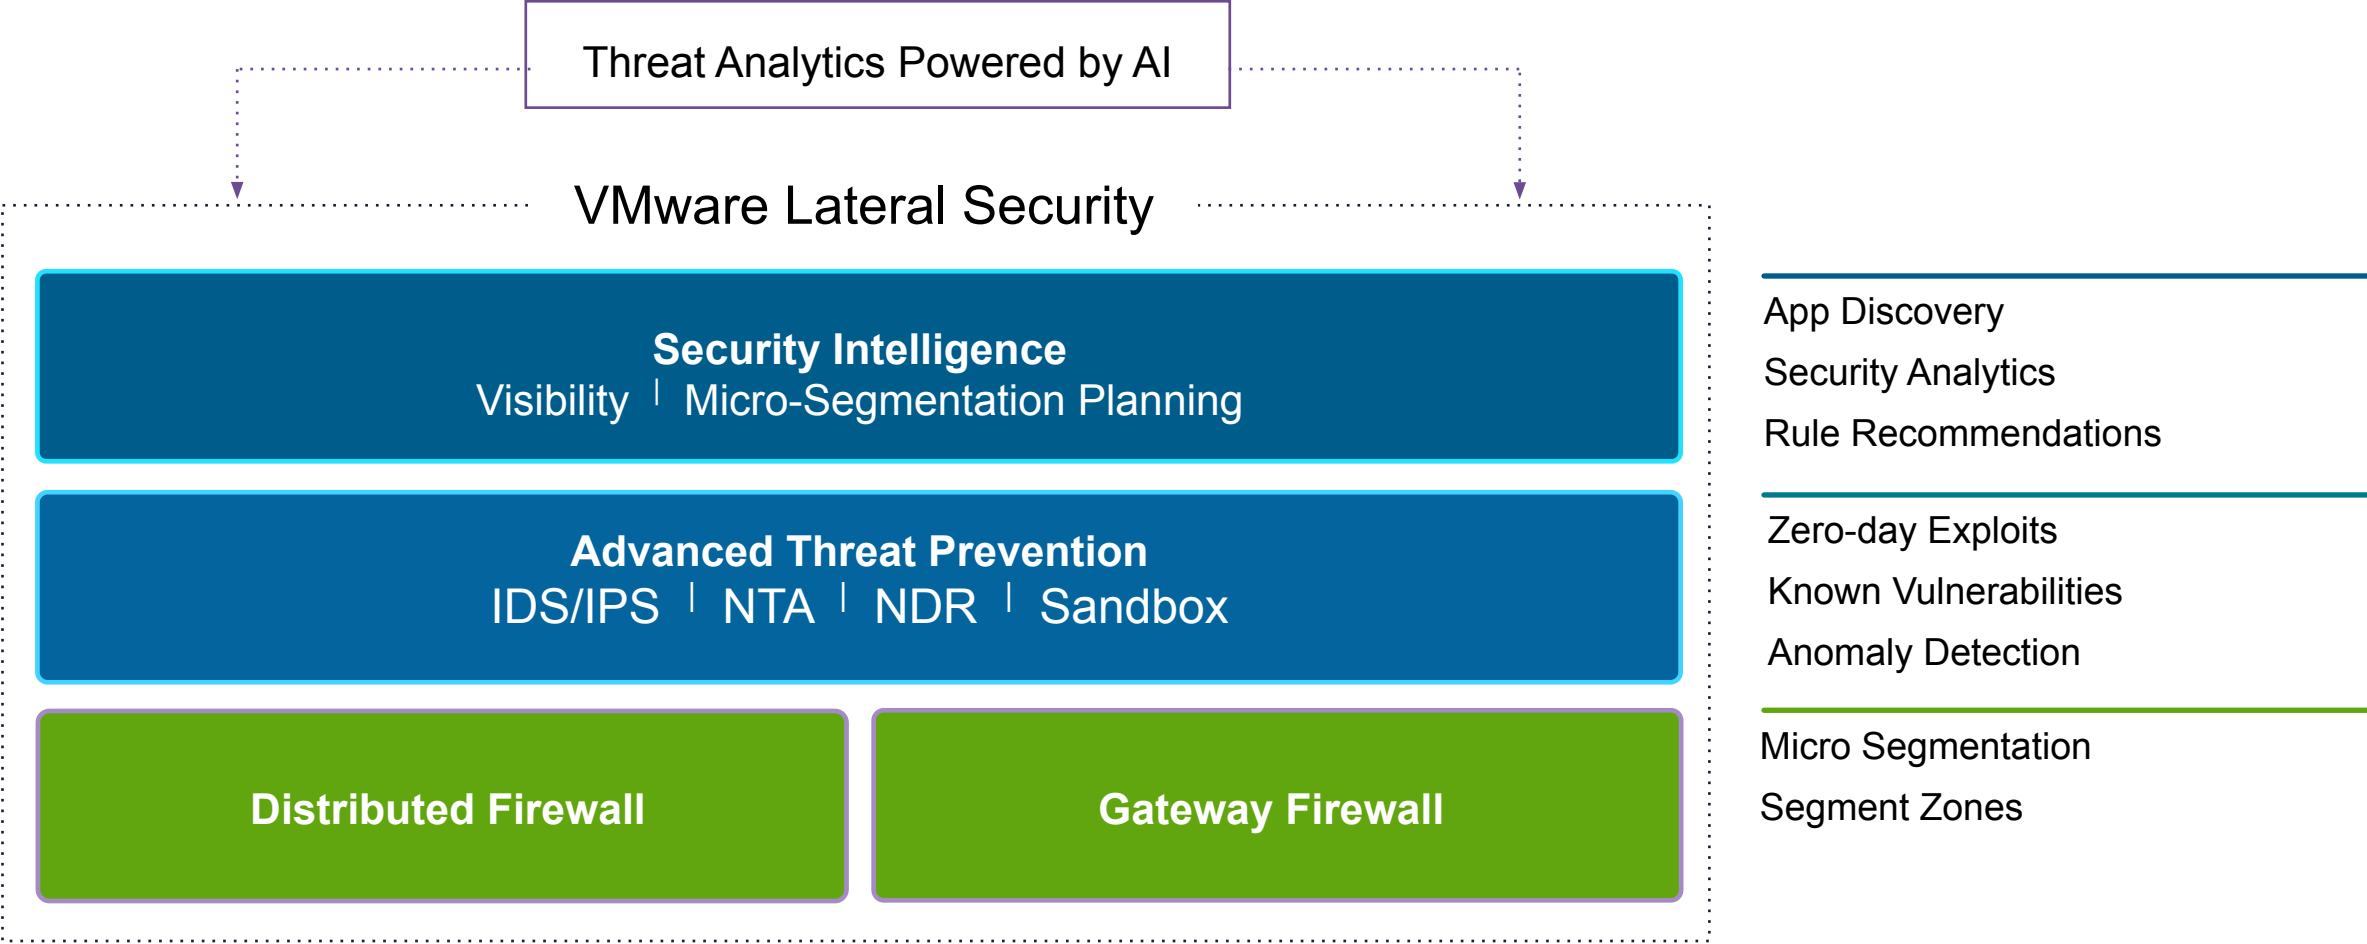 Threat Analytics Powered by AI
VMware Lateral Security
Security Intelligence
Visibility | Micro-Segmentation Planning
App Discovery
Security Analytics
Rule Recommendations
Advanced Threat Prevention
IDS/IPS | NTA | NDR | Sandbox
Zero-day Exploits
Known Vulnerabilities
Anomaly Detection
Distributed Firewall
Gateway Firewall
Micro Segmentation
Segment Zones